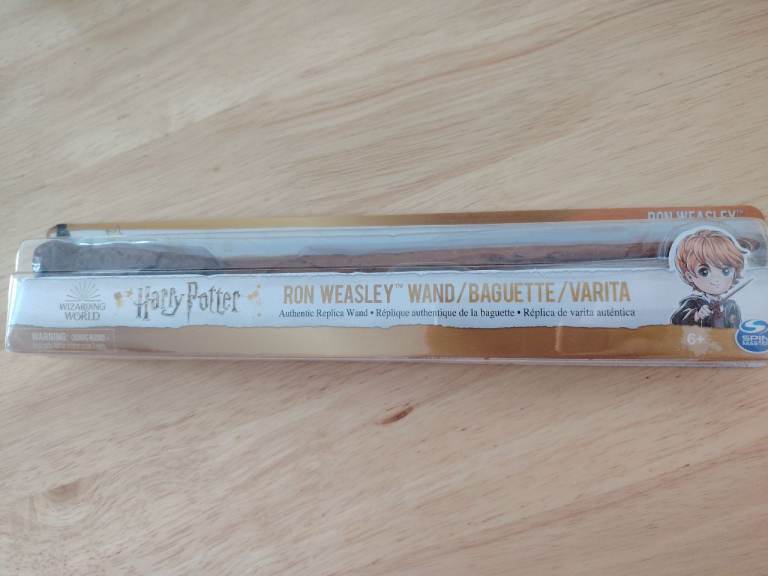 RON WEASLEY™
WIZARDING
WORLD
Harry Potter
RON WEASLEY™ WAND/BAGUETTE/VARITA
Authentic Replica Wand • Réplique authentique de la baguette • Réplica de varita auténtica
WARNING:
6+
SPIN
MASTER